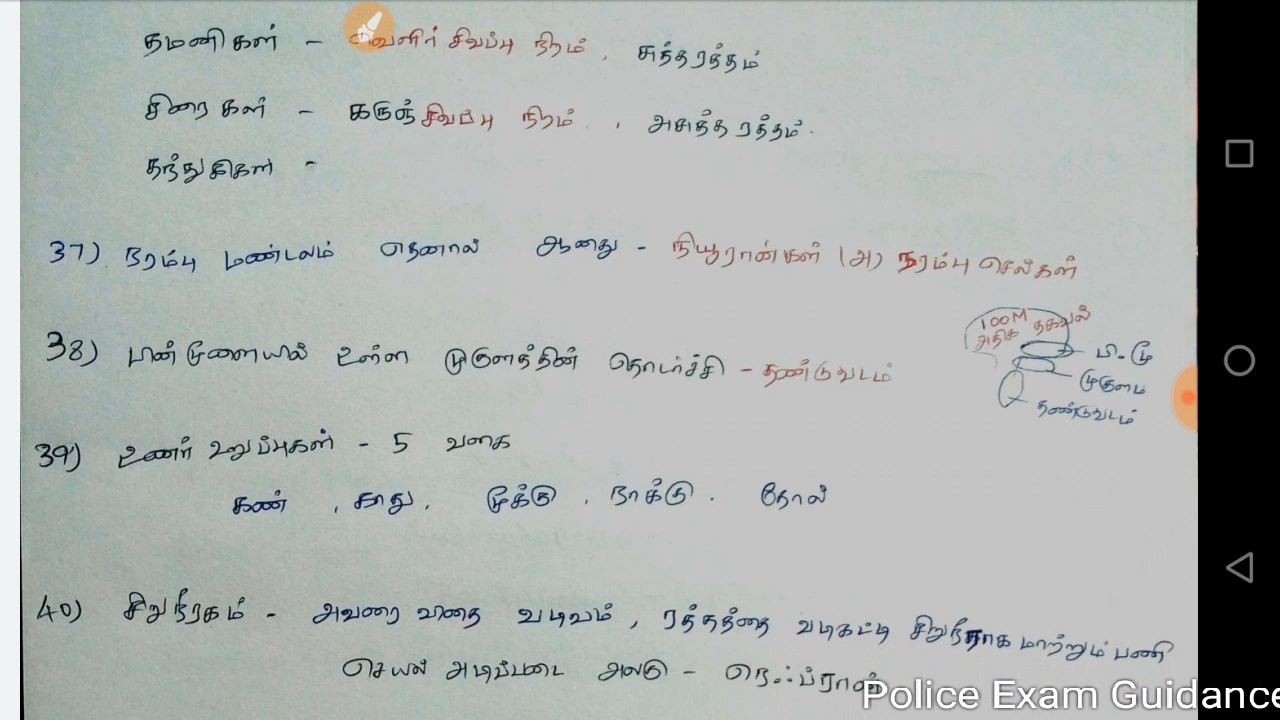 தமனிகள் - வெளிர் சிவப்பு நிறம், சுத்தரத்தம்
சிரைகள் - கருஞ்சிவப்பு நிறம், அசுத்த ரத்தம்.
தந்துகிகள் -
37) நரம்பு மண்டலம் எதனால் ஆனது - நியூரான்கள் (அ) நரம்பு செல்கள்
38) பின் மூளையில் உள்ள முகுளத்தின் தொடர்ச்சி - தண்டுவடம்
100M
அதிக தகவல்
பி.மூ
முகுளம்
தண்டுவடம்
39) உணர் உறுப்புகள் - 5 வகை
கண், காது, மூக்கு, நாக்கு. தோல்
40) சிறுநீரகம் - அவரை விதை வடிவம், ரத்தத்தை வடிகட்டி சிறுநீராக மாற்றும் பணி
செயல் அடிப்படை அலகு - நெஃப்ரான்
Police Exam Guidance